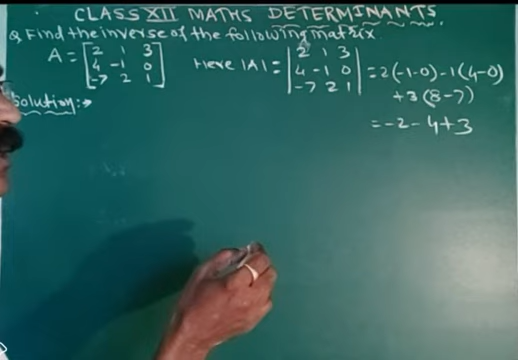 CLASS XII MATHS DETERMINANTS.
Q. Find the inverse of the following matrix.
A = [2 1 3
4 -1 0
-7 2 1]
Here |A| = |2 1 3
4 -1 0
-7 2 1| = 2(-1-0)-1(4-0)
+3(8-7)
= -2-4+3
Solution:→